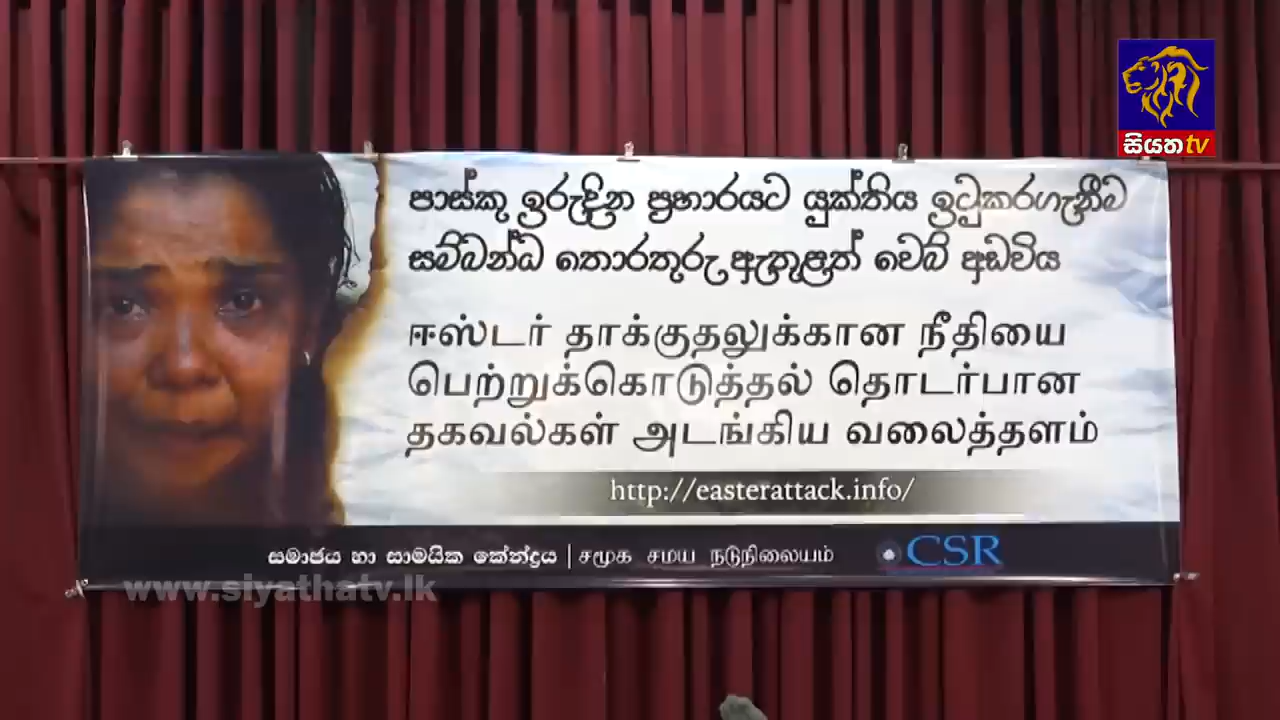 සියත tv
පාස්කු ඉරුදින ප්‍රහාරයට යුක්තිය ඉටුකරගැනීම
සම්බන්ධ තොරතුරු ඇතුළත් වෙබ් අඩවිය
ஈஸ்டர் தாக்குதலுக்கான நீதியை
பெற்றுக்கொடுத்தல் தொடர்பான
தகவல்கள் அடங்கிய வலைத்தளம்
http://easterattack.info/
සමාජය හා සාමයික කේන්ද්‍රය | சமூக சமய நடுநிலையம் CSR
www.siyathatv.lk